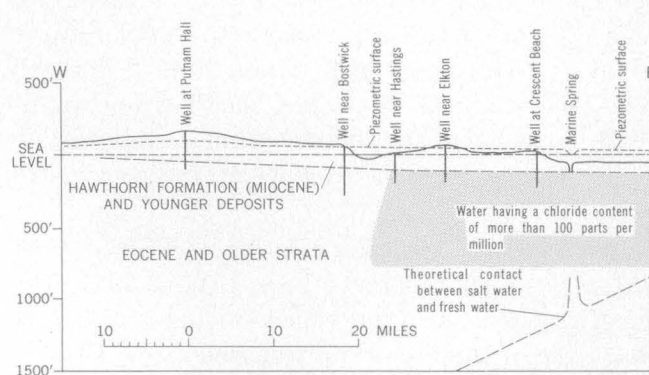 W
E
500'
SEA
LEVEL
500'
1000'
1500'
Well at Putnam Hall
Well near Bostwick
Piezometric surface
Well near Hastings
Well near Elkton
Well at Crescent Beach
Marine Spring
Piezometric surface
HAWTHORN FORMATION (MIOCENE)
AND YOUNGER DEPOSITS
EOCENE AND OLDER STRATA
Water having a chloride content
of more than 100 parts per
million
Theoretical contact
between salt water
and fresh water
10 0 10 20 MILES